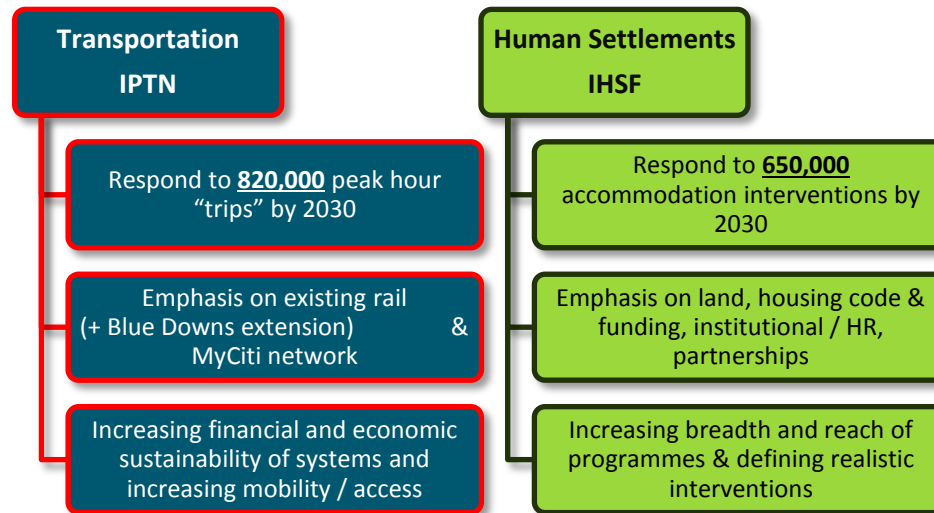 Transportation
IPTN
Respond to 820,000 peak hour
"trips" by 2030
Emphasis on existing rail
(+ Blue Downs extension) &
MyCiti network
Increasing financial and economic
sustainability of systems and
increasing mobility / access
Human Settlements
IHSF
Respond to 650,000
accommodation interventions by
2030
Emphasis on land, housing code &
funding, institutional / HR,
partnerships
Increasing breadth and reach of
programmes & defining realistic
interventions